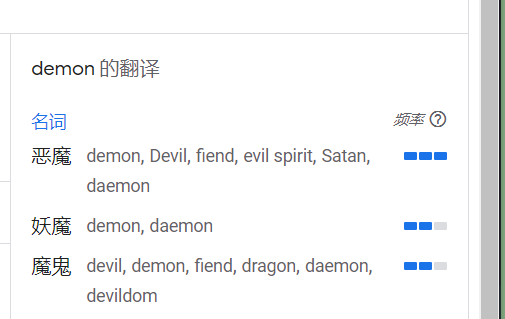 demon 的翻译
名词 频率 ?
恶魔 demon, Devil, fiend, evil spirit, Satan,
daemon
妖魔 demon, daemon
魔鬼 devil, demon, fiend, dragon, daemon,
devildom